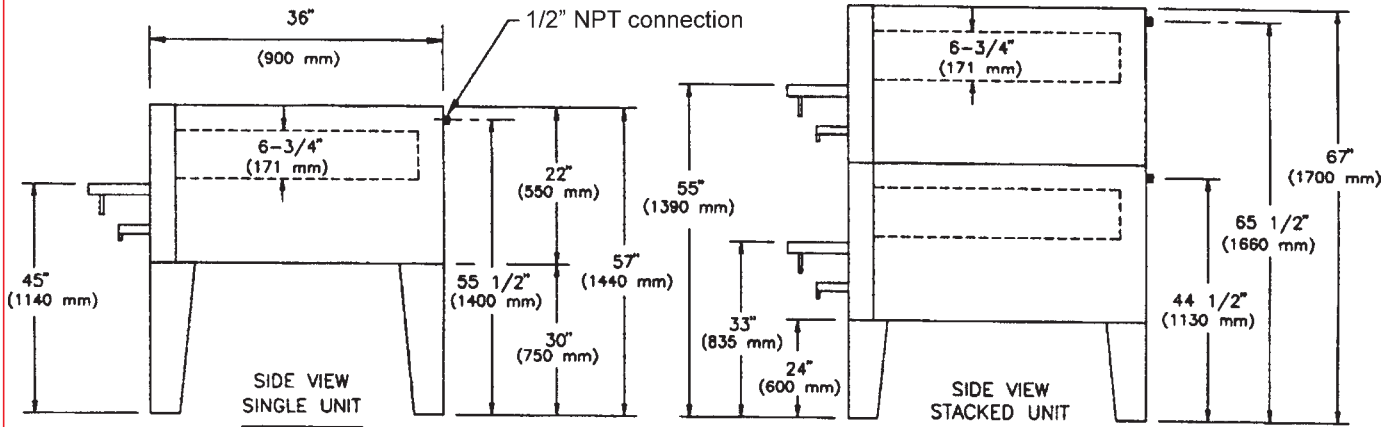 36"
(900 mm)
1/2" NPT connection
6-3/4"
(171 mm)
22"
(550 mm)
45"
(1140 mm)
55 1/2"
(1400 mm)
57"
(1440 mm)
30"
(750 mm)
SIDE VIEW
SINGLE UNIT
6-3/4"
(171 mm)
55"
(1390 mm)
67"
(1700 mm)
65 1/2"
(1660 mm)
44 1/2"
(1130 mm)
33"
(835 mm)
24"
(600 mm)
SIDE VIEW
STACKED UNIT